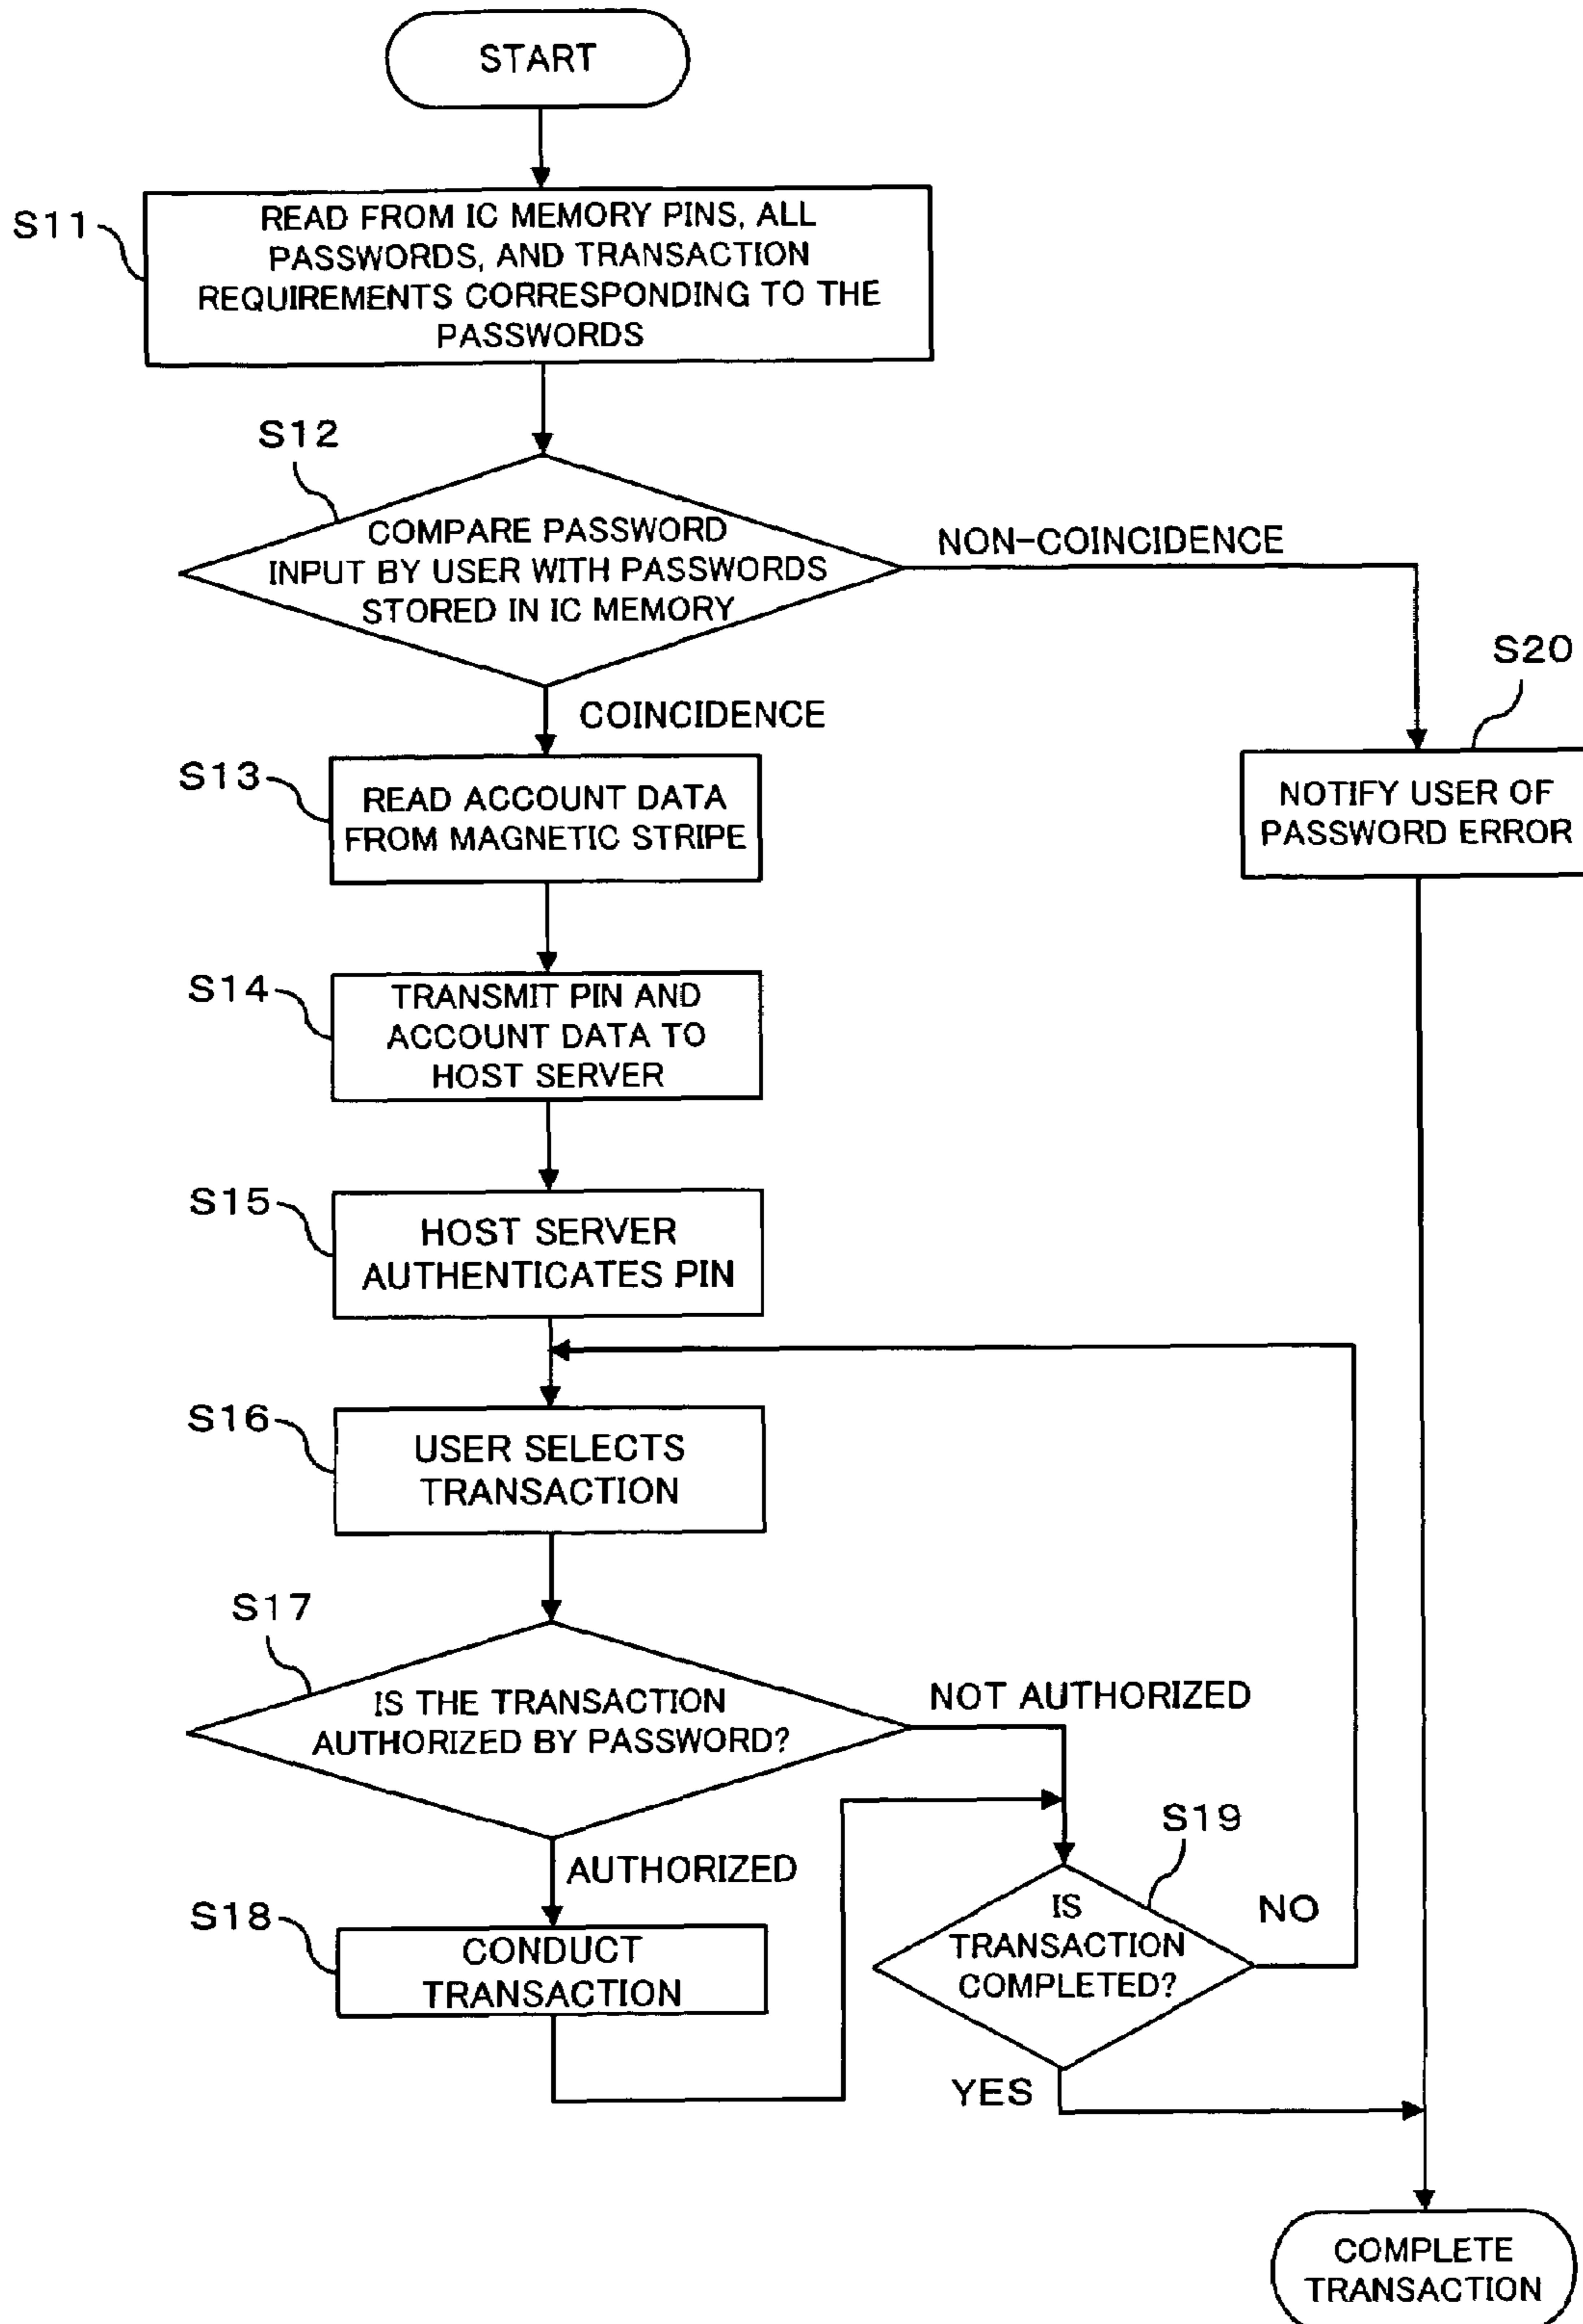 START
S11
READ FROM IC MEMORY PINS, ALL
PASSWORDS, AND TRANSACTION
REQUIREMENTS CORRESPONDING TO THE
PASSWORDS
S12
COMPARE PASSWORD
INPUT BY USER WITH PASSWORDS
STORED IN IC MEMORY
NON-COINCIDENCE
COINCIDENCE
S20
NOTIFY USER OF
PASSWORD ERROR
S13
READ ACCOUNT DATA
FROM MAGNETIC STRIPE
S14
TRANSMIT PIN AND
ACCOUNT DATA TO
HOST SERVER
S15
HOST SERVER
AUTHENTICATES PIN
S16
USER SELECTS
TRANSACTION
S17
IS THE TRANSACTION
AUTHORIZED BY PASSWORD?
NOT AUTHORIZED
AUTHORIZED
S18
CONDUCT
TRANSACTION
S19
IS
TRANSACTION
COMPLETED?
NO
YES
COMPLETE
TRANSACTION